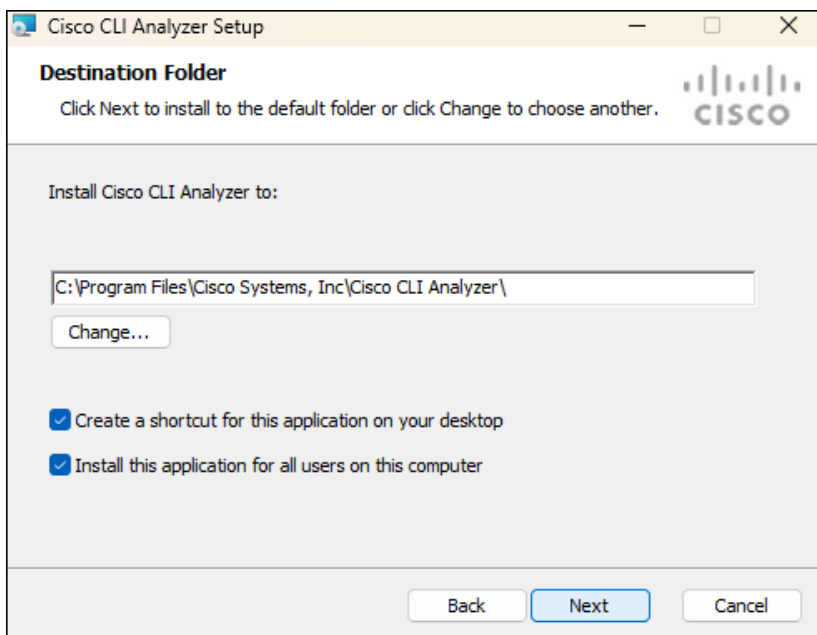 Cisco CLI Analyzer Setup
Destination Folder
Click Next to install to the default folder or click Change to choose another.
CISCO
Install Cisco CLI Analyzer to:
C:\Program Files\Cisco Systems, Inc\Cisco CLI Analyzer\
Change...
Create a shortcut for this application on your desktop
Install this application for all users on this computer
Back Next Cancel